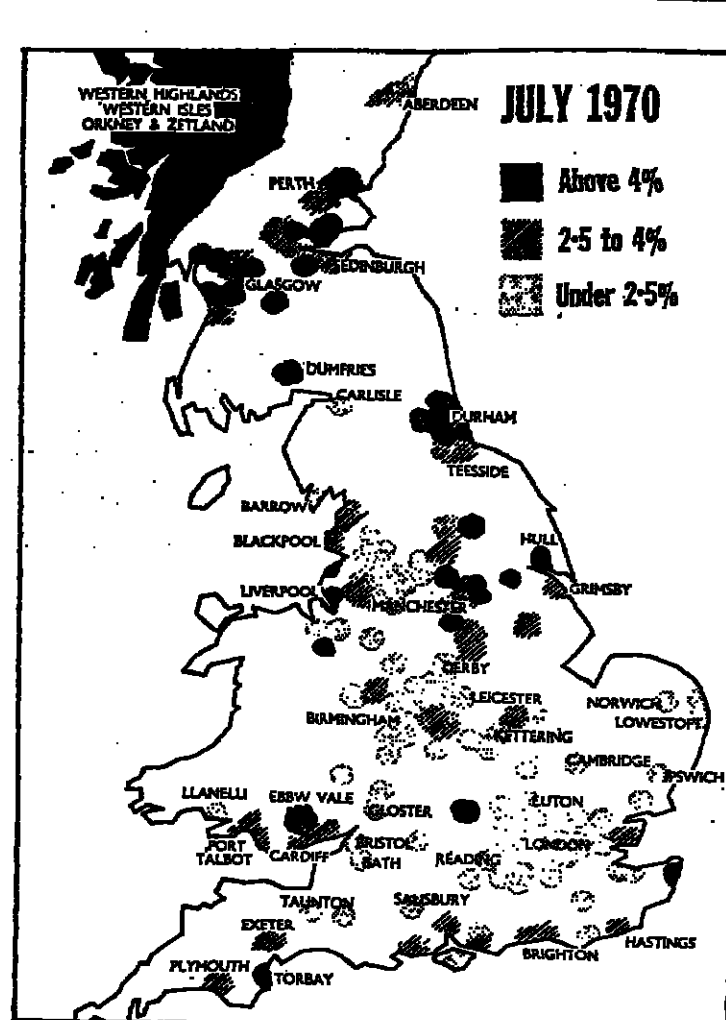 WESTERN HIGHLANDS
WESTERN ISLES
ORKNEY & ZETLAND
ABERDEEN
JULY 1970
Above 4%
2·5 to 4%
Under 2·5%
PERTH
EDINBURGH
GLASGOW
DUMFRIES
CARLISLE
DURHAM
TEESSIDE
BARROW
BLACKPOOL
HULL
LIVERPOOL
GRIMSBY
MANCHESTER
DERBY
LEICESTER
NORWICH
BIRMINGHAM
LOWESTOFT
KETTERING
CAMBRIDGE
IPSWICH
LLANELLI
EBBW VALE
GLOSTER
LUTON
PORT
TALBOT
CARDIFF
BRISTOL
LONDON
BATH
READING
TAUNTON
SALISBURY
EXETER
HASTINGS
BRIGHTON
PLYMOUTH
TORBAY